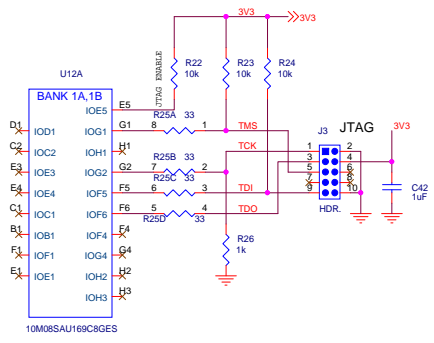 3V3
3V3
U12A
JTAG ENABLE
R22
10k
R23
10k
R24
10k
BANK 1A,1B
IOE5 E5
D1 IOD1
IOG1 G1 8 R25A 33 1 TMS
C2 IOC2
IOH1 H1
E3 IOE3
IOG2 G2 7 R25B 33 2 TCK
E4 IOE4
IOF5 F5 6 R25C 33 3 TDI
C1 IOC1
IOF6 F6 5 R25D 33 4 TDO
B1 IOB1
IOF4 F4
F1 IOF1
IOG4 G4
E1 IOE1
IOH2 H2
IOH3 H3
10M08SAU169C8GES
R26
1k
J3
JTAG
1 2
3 4
5 6
7 8
9 10
HDR.
3V3
C42
1uF